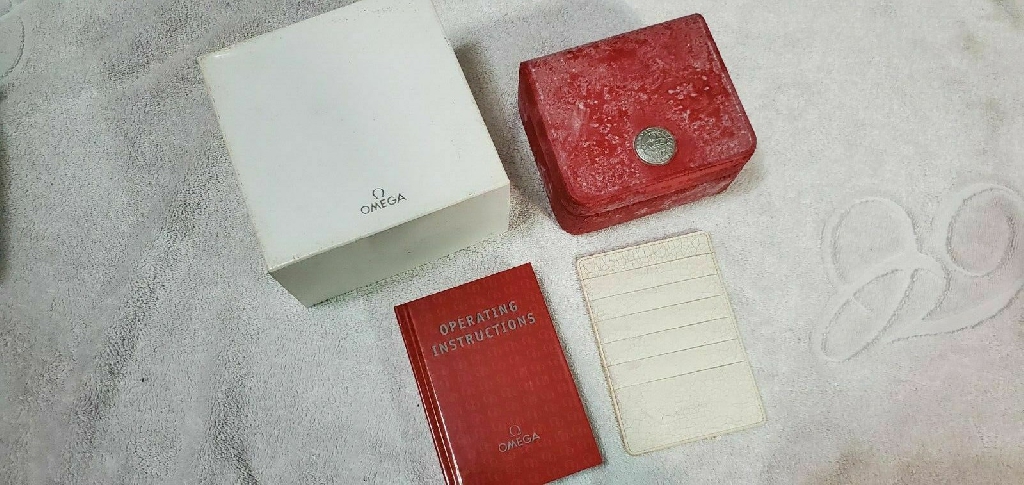 Ω
OMEGA
OPERATING
INSTRUCTIONS
Ω
OMEGA